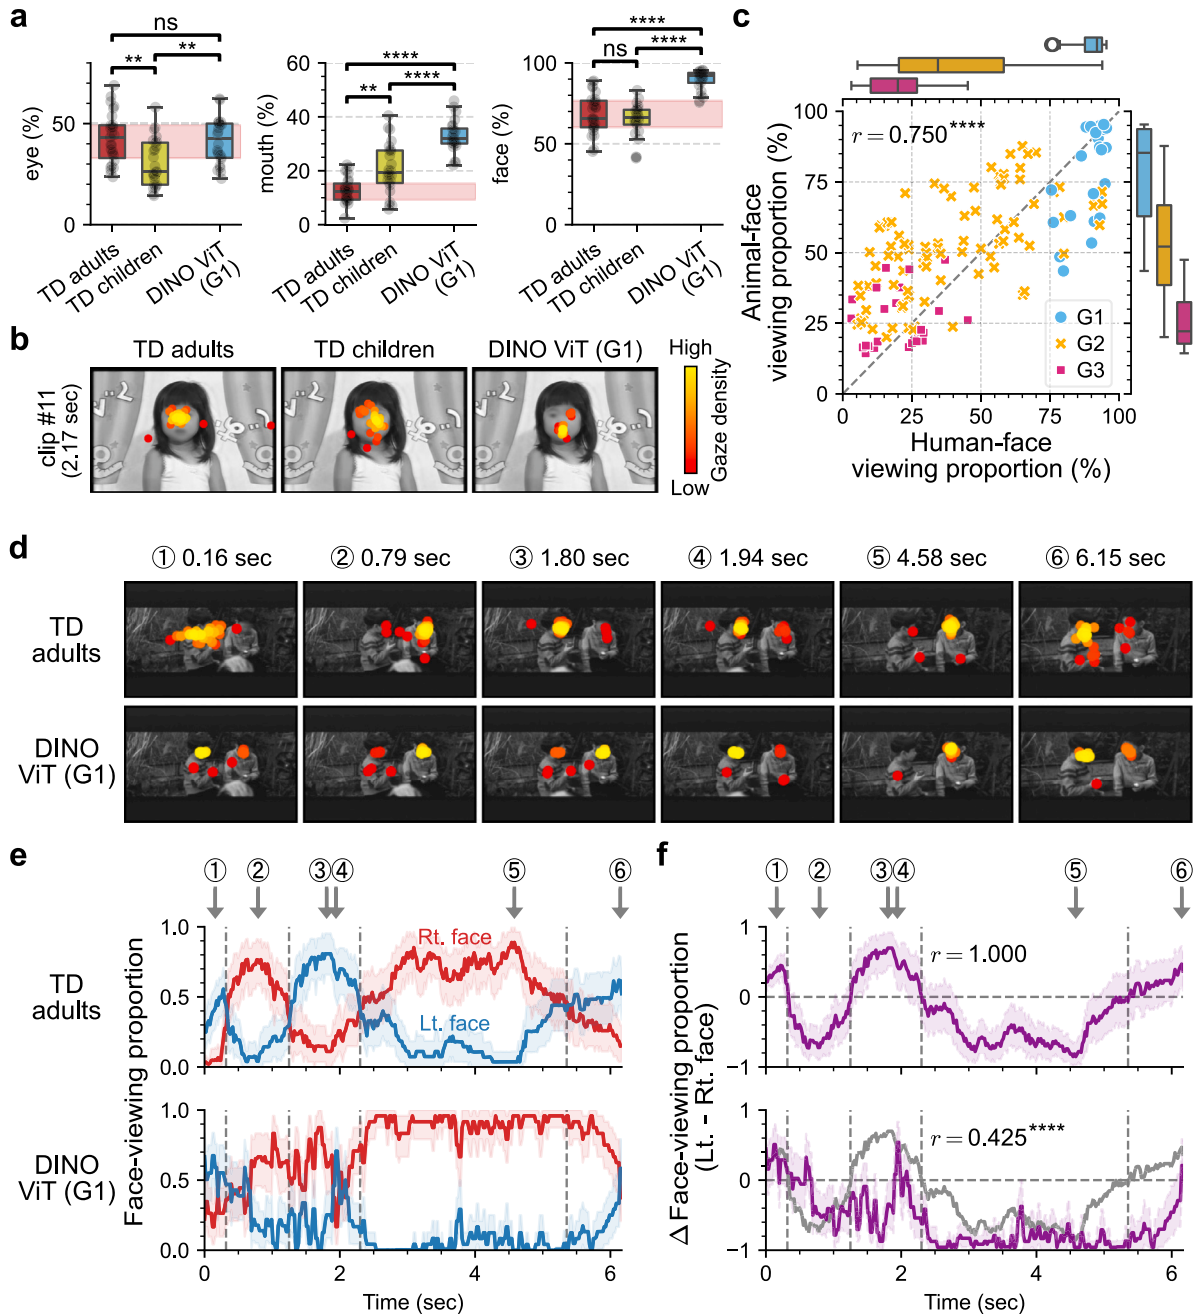 a
ns
**
**
eye (%)
50
0
TD adults
TD children
DINO ViT
(G1)
****
**
****
mouth (%)
60
40
20
0
TD adults
TD children
DINO ViT
(G1)
****
ns
****
face (%)
100
50
0
TD adults
TD children
DINO ViT
(G1)
b
TD adults
TD children
DINO ViT (G1)
clip #11
(2.17 sec)
High
Gaze density
Low
c
r = 0.750****
Animal-face
viewing proportion (%)
100
75
50
25
0
G1
G2
G3
0
25
50
75
100
Human-face
viewing proportion (%)
d
① 0.16 sec
② 0.79 sec
③ 1.80 sec
④ 1.94 sec
⑤ 4.58 sec
⑥ 6.15 sec
TD
adults
DINO
ViT (G1)
e
① ② ③ ④ ⑤ ⑥
TD
adults
Face-viewing proportion
1.0
0.5
0.0
Rt. face
Lt. face
DINO
ViT (G1)
1.0
0.5
0.0
0
2
4
6
Time (sec)
f
① ② ③ ④ ⑤ ⑥
Δ Face-viewing proportion
(Lt. - Rt. face)
1
0
−1
r = 1.000
1
0
−1
r = 0.425****
0
2
4
6
Time (sec)